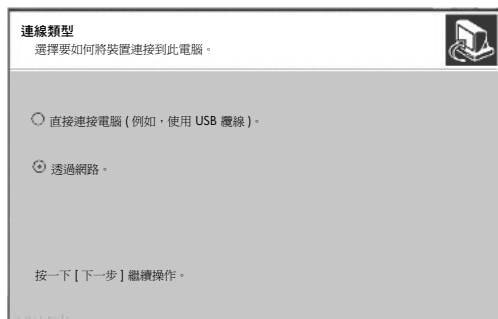 連線類型
選擇要如何將裝置連接到此電腦。
直接連接電腦 ( 例如，使用 USB 纜線 )。
透過網路。
按一下 [ 下一步 ] 繼續操作。